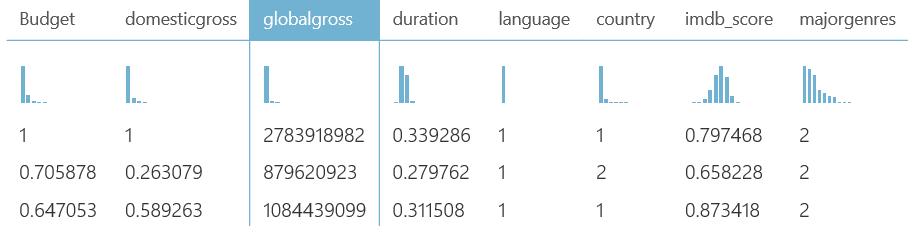 Budget domesticgross globalgross duration language country imdb_score majorgenres
1 1 2783918982 0.339286 1 1 0.797468 2
0.705878 0.263079 879620923 0.279762 1 2 0.658228 2
0.647053 0.589263 1084439099 0.311508 1 1 0.873418 2